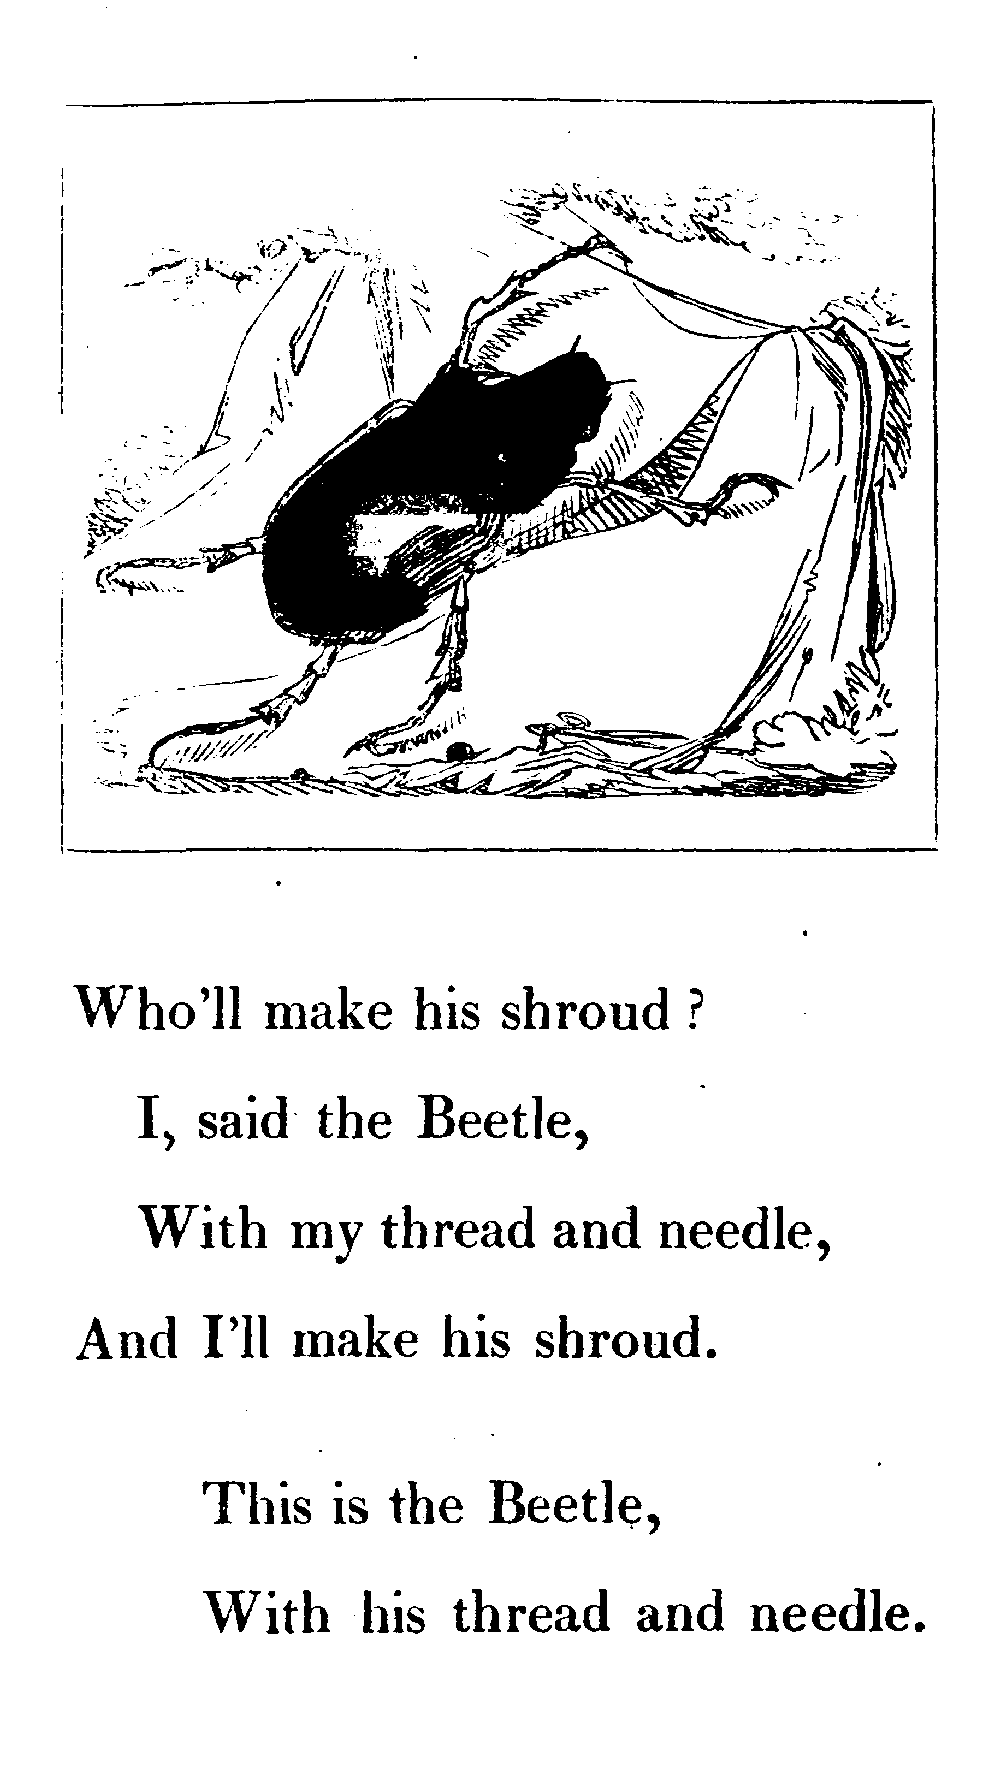 Who'll make his shroud ?
I, said the Beetle,
With my thread and needle,
And I'll make his shroud.
This is the Beetle,
With his thread and needle.